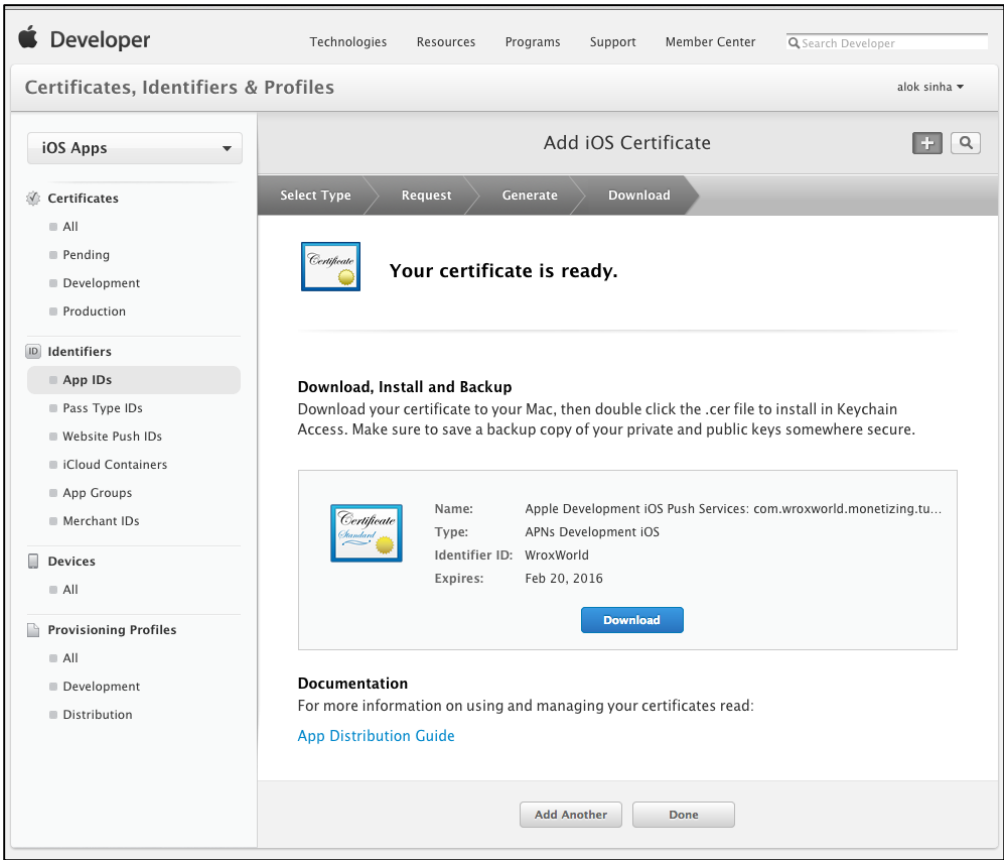 Developer
Technologies Resources Programs Support Member Center Search Developer
Certificates, Identifiers & Profiles
alok sinha
iOS Apps
Add iOS Certificate
Certificates
All
Pending
Development
Production
ID Identifiers
App IDs
Pass Type IDs
Website Push IDs
iCloud Containers
App Groups
Merchant IDs
Devices
All
Provisioning Profiles
All
Development
Distribution
Select Type Request Generate Download
Certificate
Your certificate is ready.
Download, Install and Backup
Download your certificate to your Mac, then double click the .cer file to install in Keychain
Access. Make sure to save a backup copy of your private and public keys somewhere secure.
Certificate
Standard
Name: Apple Development iOS Push Services: com.wroxworld.monetizing.tu...
Type: APNs Development iOS
Identifier ID: WroxWorld
Expires: Feb 20, 2016
Download
Documentation
For more information on using and managing your certificates read:
App Distribution Guide
Add Another Done